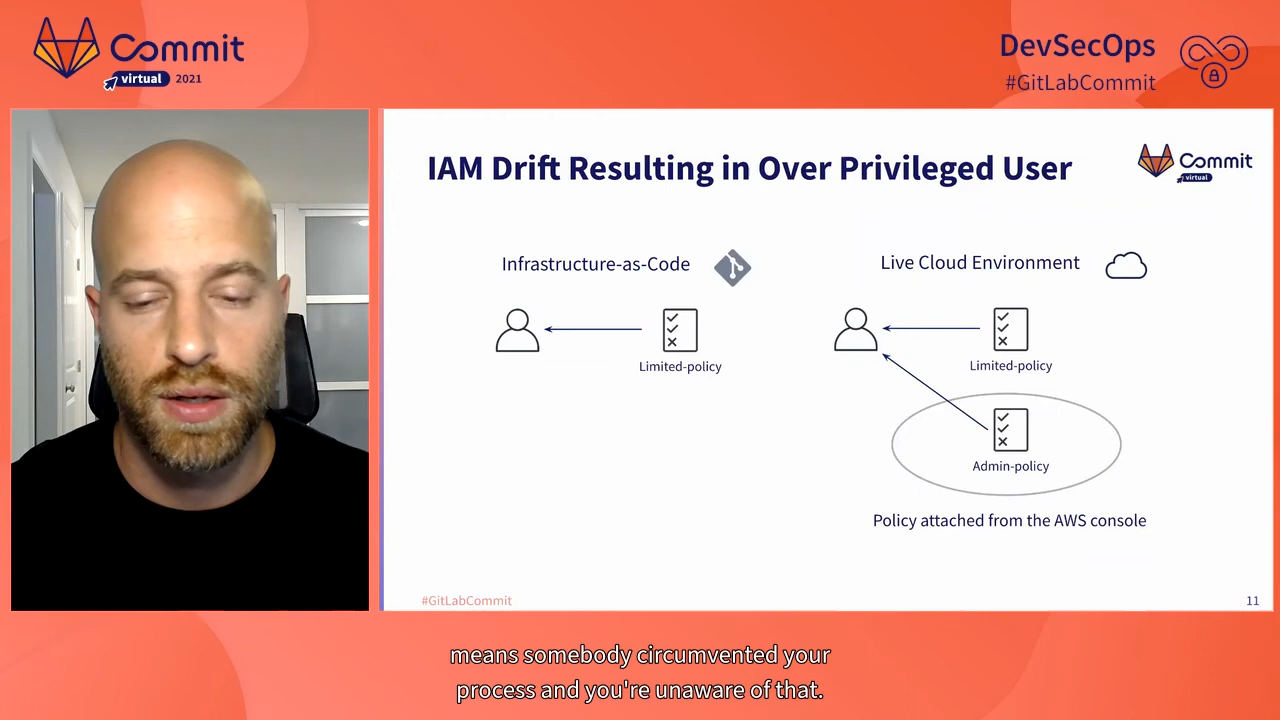 Commit
virtual 2021
DevSecOps
#GitLabCommit
IAM Drift Resulting in Over Privileged User
Commit
virtual
Infrastructure-as-Code
Live Cloud Environment
Limited-policy
Limited-policy
Admin-policy
Policy attached from the AWS console
#GitLabCommit
11
means somebody circumvented your
process and you're unaware of that.